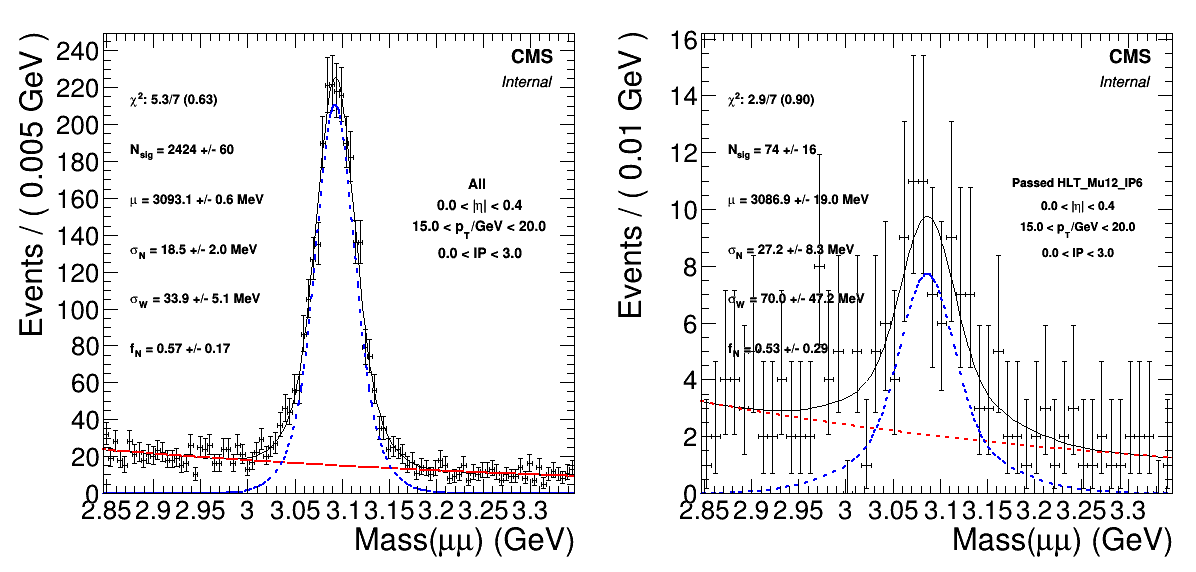 Events / ( 0.005 GeV )
240
220
200
180
160
140
120
100
80
60
40
20
0
CMS
Internal
χ²: 5.3/7 (0.63)
N_sig = 2424 +/- 60
μ = 3093.1 +/- 0.6 MeV
σ_N = 18.5 +/- 2.0 MeV
σ_W = 33.9 +/- 5.1 MeV
f_N = 0.57 +/- 0.17
All
0.0 < |η| < 0.4
15.0 < p_T/GeV < 20.0
0.0 < IP < 3.0
2.85 2.9 2.95 3 3.05 3.1 3.15 3.2 3.25 3.3
Mass(μμ) (GeV)
Events / ( 0.01 GeV )
16
14
12
10
8
6
4
2
0
CMS
Internal
χ²: 2.9/7 (0.90)
N_sig = 74 +/- 16
μ = 3086.9 +/- 19.0 MeV
σ_N = 27.2 +/- 8.3 MeV
σ_W = 70.0 +/- 47.2 MeV
f_N = 0.53 +/- 0.29
Passed HLT_Mu12_IP6
0.0 < |η| < 0.4
15.0 < p_T/GeV < 20.0
0.0 < IP < 3.0
2.85 2.9 2.95 3 3.05 3.1 3.15 3.2 3.25 3.3
Mass(μμ) (GeV)